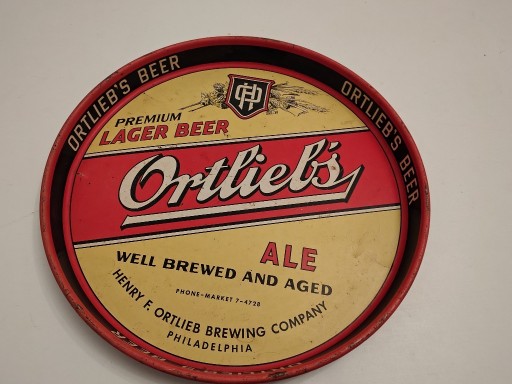 ORTLIEB'S BEER
ORTLIEB'S BEER
PREMIUM
LAGER BEER
Ortlieb's
ALE
WELL BREWED AND AGED
PHONE-MARKET 7-4728
HENRY F. ORTLIEB BREWING COMPANY
PHILADELPHIA